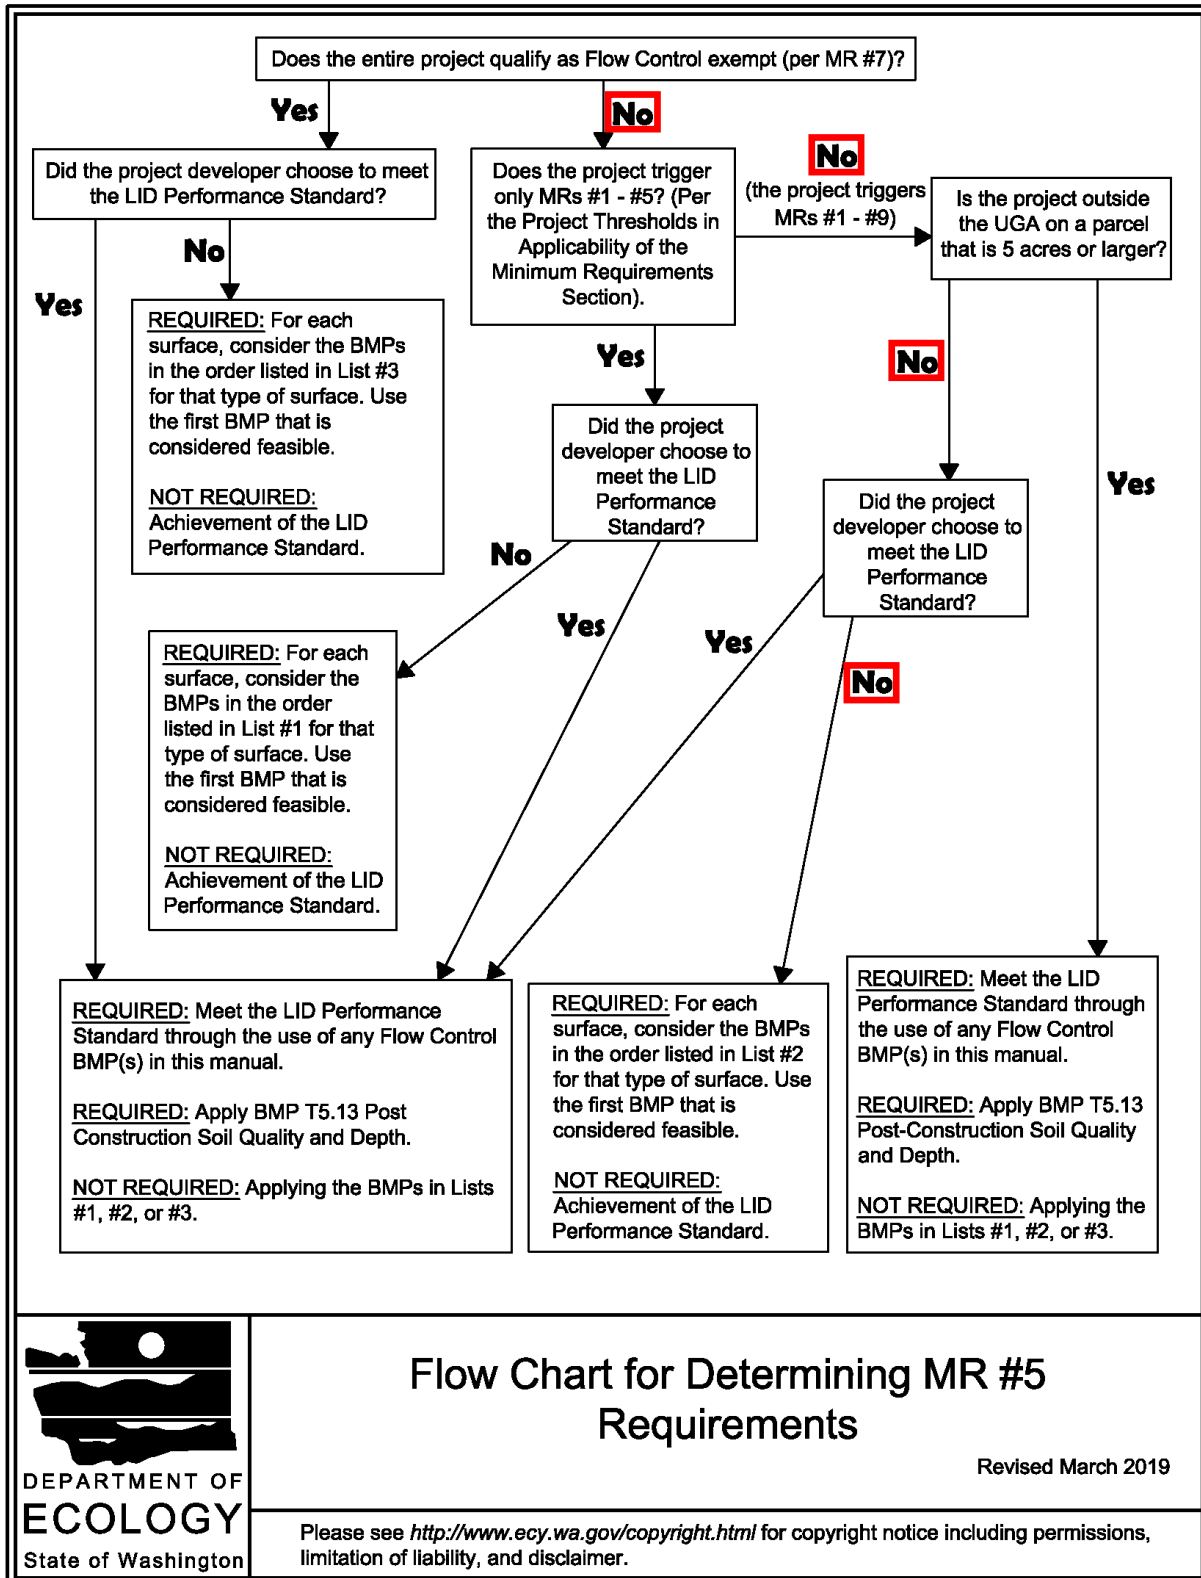 Does the entire project qualify as Flow Control exempt (per MR #7)?
Yes
No
Did the project developer choose to meet
the LID Performance Standard?
Does the project trigger
only MRs #1 - #5? (Per
the Project Thresholds in
Applicability of the
Minimum Requirements
Section).
No
(the project triggers
MRs #1 - #9)
Is the project outside
the UGA on a parcel
that is 5 acres or larger?
No
Yes
REQUIRED: For each
surface, consider the BMPs
in the order listed in List #3
for that type of surface. Use
the first BMP that is
considered feasible.
NOT REQUIRED:
Achievement of the LID
Performance Standard.
Yes
No
Yes
Did the project
developer choose to
meet the LID
Performance
Standard?
Did the project
developer choose to
meet the LID
Performance
Standard?
No
Yes
Yes
No
REQUIRED: For each
surface, consider the
BMPs in the order
listed in List #1 for that
type of surface. Use
the first BMP that is
considered feasible.
NOT REQUIRED:
Achievement of the LID
Performance Standard.
REQUIRED: Meet the LID Performance
Standard through the use of any Flow Control
BMP(s) in this manual.
REQUIRED: Apply BMP T5.13 Post
Construction Soil Quality and Depth.
NOT REQUIRED: Applying the BMPs in Lists
#1, #2, or #3.
REQUIRED: For each
surface, consider the BMPs
in the order listed in List #2
for that type of surface. Use
the first BMP that is
considered feasible.
NOT REQUIRED:
Achievement of the LID
Performance Standard.
REQUIRED: Meet the LID
Performance Standard through
the use of any Flow Control
BMP(s) in this manual.
REQUIRED: Apply BMP T5.13
Post-Construction Soil Quality
and Depth.
NOT REQUIRED: Applying the
BMPs in Lists #1, #2, or #3.
DEPARTMENT OF
ECOLOGY
State of Washington
Flow Chart for Determining MR #5
Requirements
Revised March 2019
Please see http://www.ecy.wa.gov/copyright.html for copyright notice including permissions,
limitation of liability, and disclaimer.